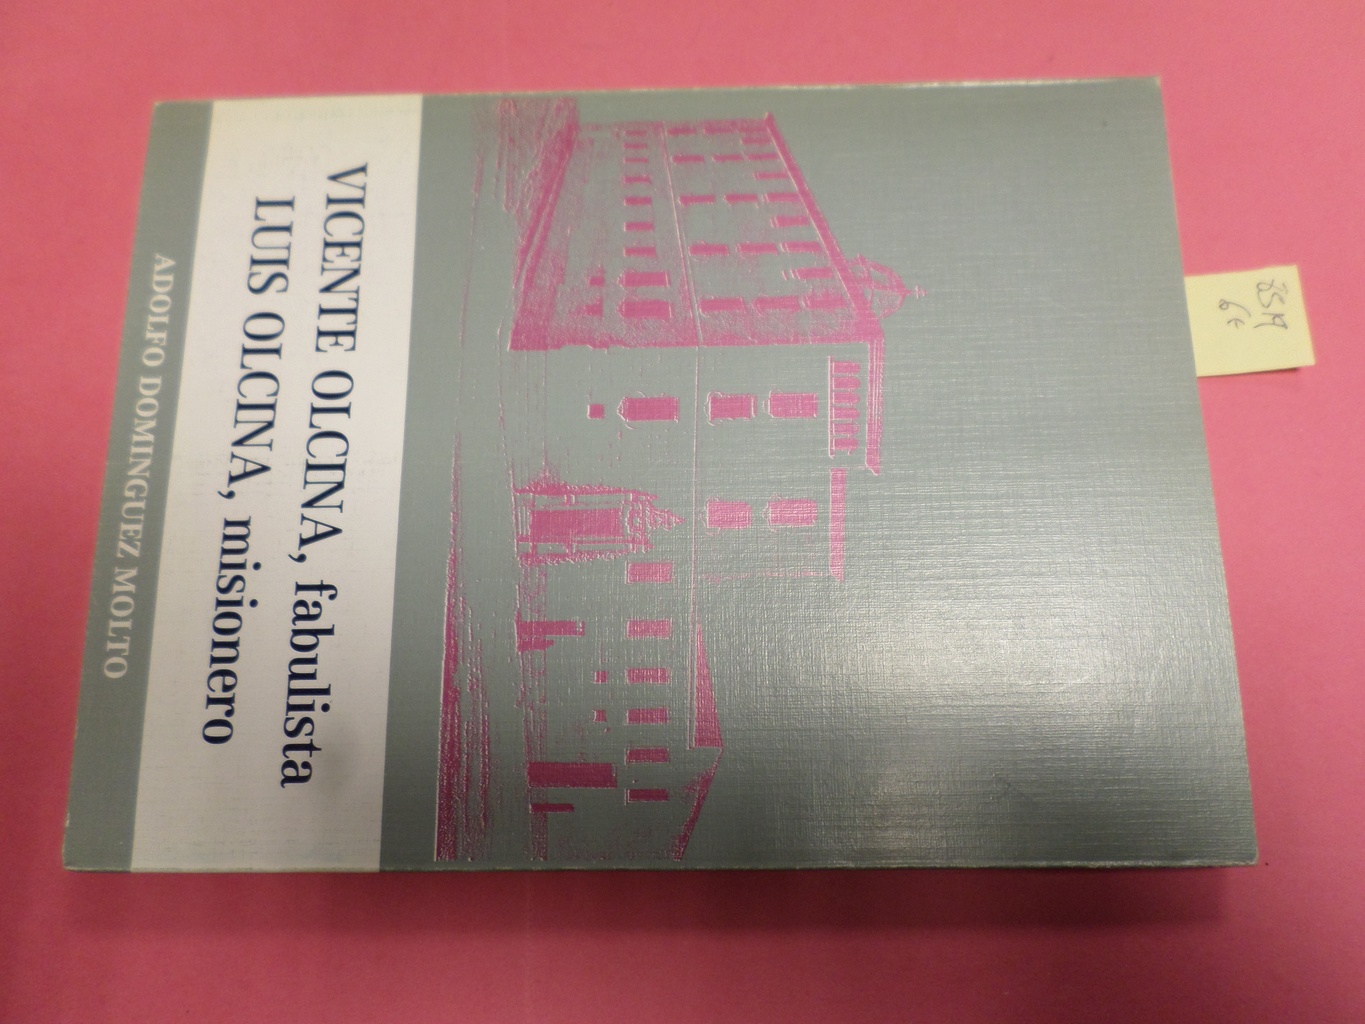 VICENTE OLCINA, fabulista
LUIS OLCINA, misionero
ADOLFO DOMINGUEZ MOLTO